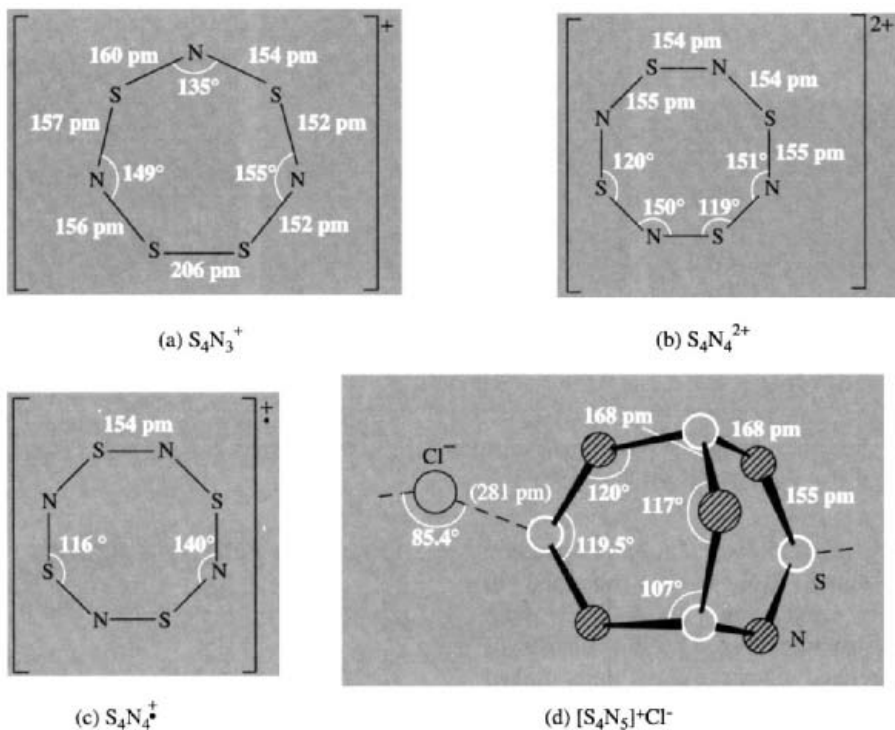 160 pm N 154 pm +
135°
S S
157 pm 152 pm
N 149° 155° N
156 pm 152 pm
S S
206 pm
(a) S₄N₃⁺
154 pm 2+
S N 154 pm
155 pm
N S
120° 151° 155 pm
S 150° 119° N
N S
(b) S₄N₄²⁺
154 pm +•
S N
N S
116 ° 140°
S N
N S
(c) S₄N₄⁺•
168 pm 168 pm
Cl⁻
(281 pm) 120° 117° 155 pm
85.4° 119.5°
107° S
N
(d) [S₄N₅]⁺Cl⁻